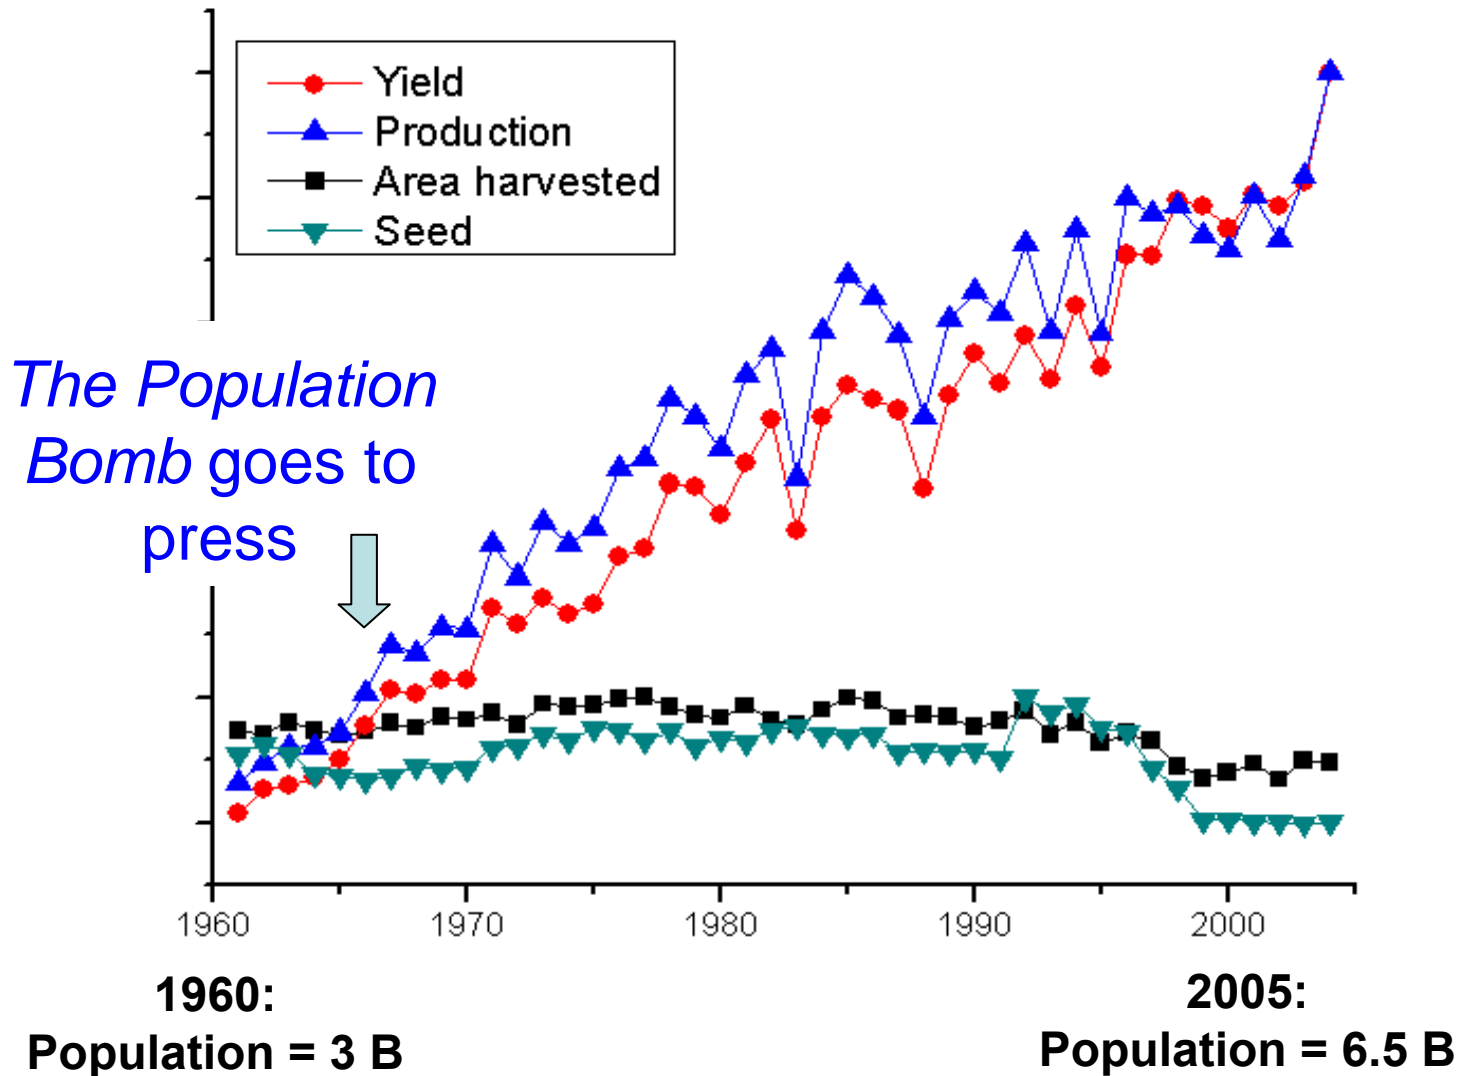 Yield
Production
Area harvested
Seed
The Population
Bomb goes to
press
1960
1970
1980
1990
2000
1960:
Population = 3 B
2005:
Population = 6.5 B